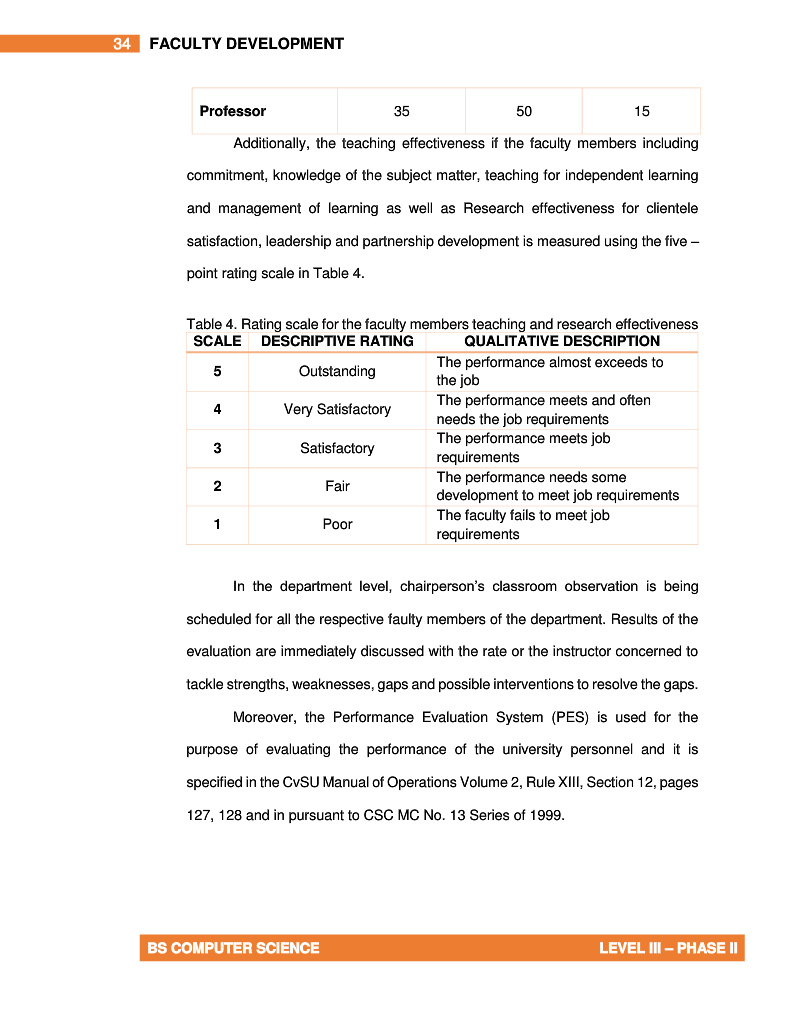 34 FACULTY DEVELOPMENT
Professor 35 50 15
Additionally, the teaching effectiveness if the faculty members including
commitment, knowledge of the subject matter, teaching for independent learning
and management of learning as well as Research effectiveness for clientele
satisfaction, leadership and partnership development is measured using the five –
point rating scale in Table 4.
Table 4. Rating scale for the faculty members teaching and research effectiveness
SCALE DESCRIPTIVE RATING QUALITATIVE DESCRIPTION
5 Outstanding The performance almost exceeds to
the job
4 Very Satisfactory The performance meets and often
needs the job requirements
3 Satisfactory The performance meets job
requirements
2 Fair The performance needs some
development to meet job requirements
1 Poor The faculty fails to meet job
requirements
In the department level, chairperson's classroom observation is being
scheduled for all the respective faulty members of the department. Results of the
evaluation are immediately discussed with the rate or the instructor concerned to
tackle strengths, weaknesses, gaps and possible interventions to resolve the gaps.
Moreover, the Performance Evaluation System (PES) is used for the
purpose of evaluating the performance of the university personnel and it is
specified in the CvSU Manual of Operations Volume 2, Rule XIII, Section 12, pages
127, 128 and in pursuant to CSC MC No. 13 Series of 1999.
BS COMPUTER SCIENCE LEVEL III – PHASE II